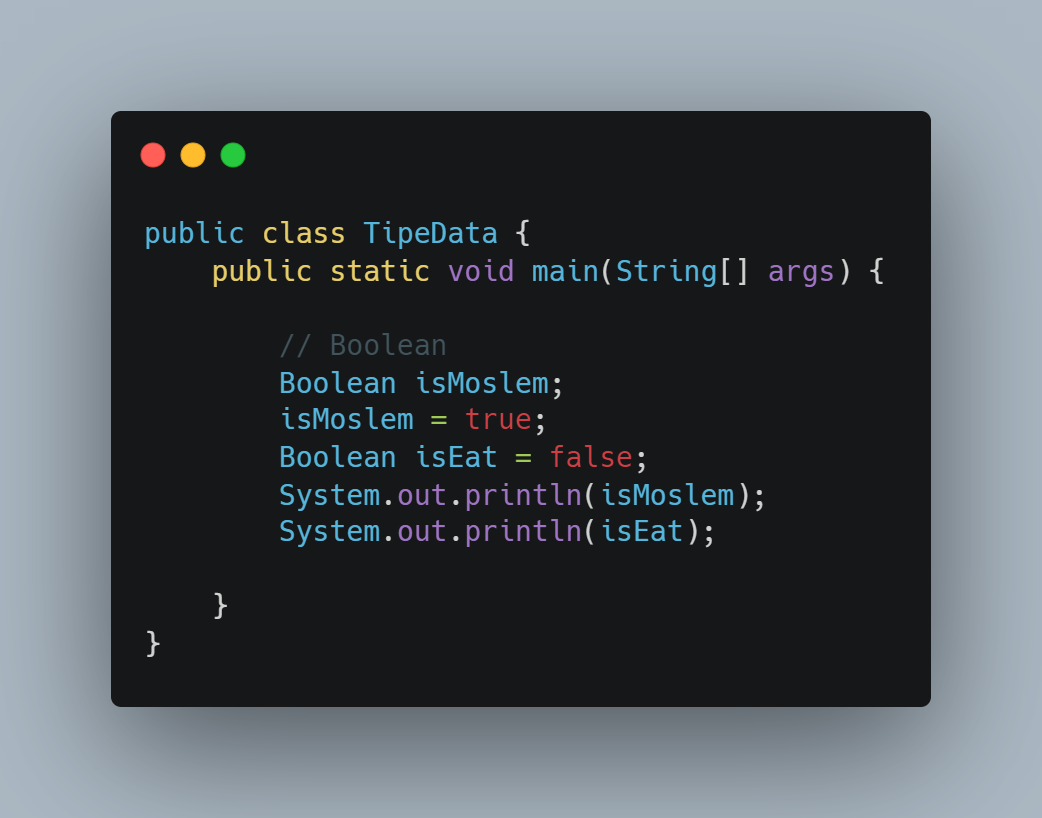 public class TipeData {
    public static void main(String[] args) {

        // Boolean
        Boolean isMoslem;
        isMoslem = true;
        Boolean isEat = false;
        System.out.println(isMoslem);
        System.out.println(isEat);

    }
}